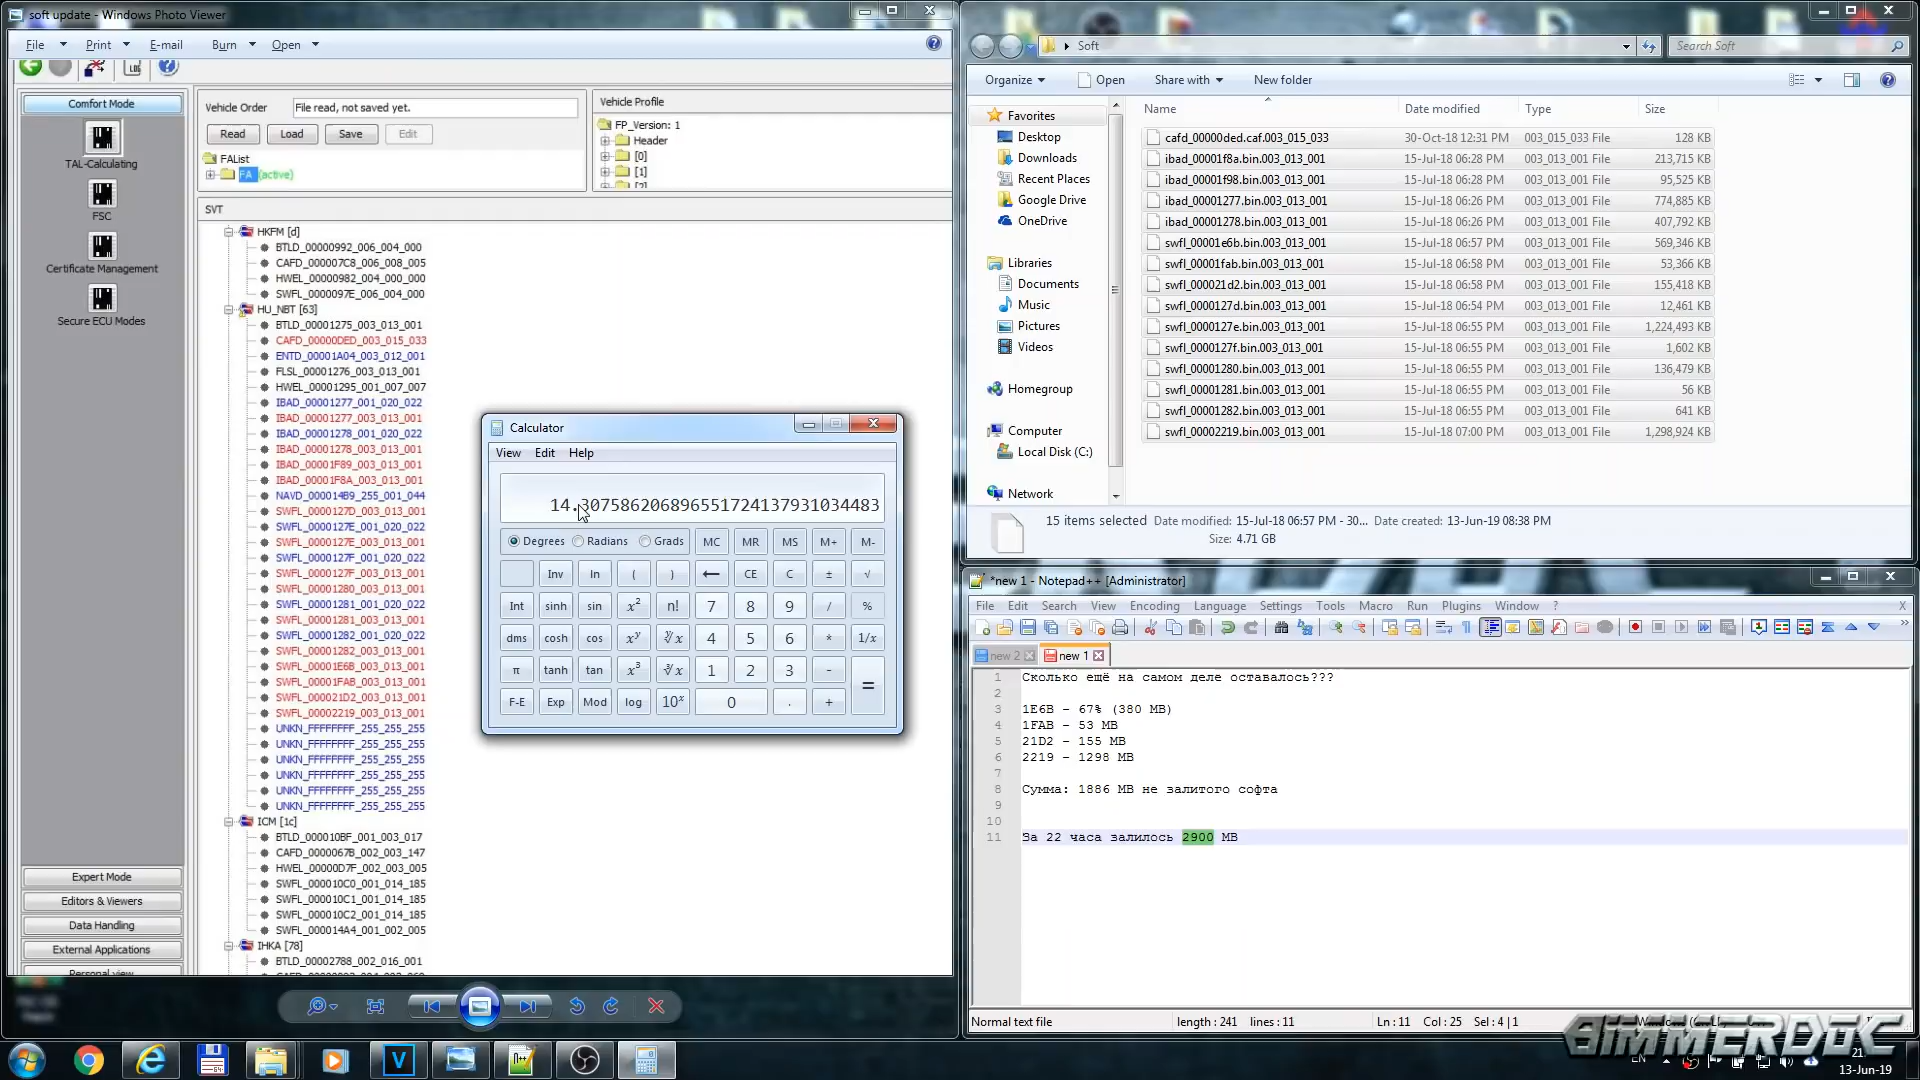 soft update - Windows Photo Viewer
File Print E-mail Burn Open
Comfort Mode
TAL-Calculating
FSC
Certificate Management
Secure ECU Modes
Expert Mode
Editors & Viewers
Data Handling
External Applications
Personal view
Vehicle Order File read, not saved yet.
Read Load Save Edit
FAList
FA (active)
Vehicle Profile
FP_Version: 1
Header
[0]
[1]
[2]
SVT
HKFM [d]
BTLD_00000992_006_004_000
CAFD_000007C8_006_008_005
HWEL_00000982_004_000_000
SWFL_0000097E_006_004_000
HU_NBT [63]
BTLD_00001275_003_013_001
CAFD_00000DED_003_015_033
ENTD_00001A04_003_012_001
FLSL_00001276_003_013_001
HWEL_00001295_001_007_007
IBAD_00001277_001_020_022
IBAD_00001277_003_013_001
IBAD_00001278_001_020_022
IBAD_00001278_003_013_001
IBAD_00001F89_003_013_001
IBAD_00001F8A_003_013_001
NAVD_000014B9_255_001_044
SWFL_0000127D_003_013_001
SWFL_0000127E_001_020_022
SWFL_0000127E_003_013_001
SWFL_0000127F_001_020_022
SWFL_0000127F_003_013_001
SWFL_00001280_003_013_001
SWFL_00001281_001_020_022
SWFL_00001281_003_013_001
SWFL_00001282_001_020_022
SWFL_00001282_003_013_001
SWFL_00001E6B_003_013_001
SWFL_00001FAB_003_013_001
SWFL_000021D2_003_013_001
SWFL_00002219_003_013_001
UNKN_FFFFFFFF_255_255_255
UNKN_FFFFFFFF_255_255_255
UNKN_FFFFFFFF_255_255_255
UNKN_FFFFFFFF_255_255_255
UNKN_FFFFFFFF_255_255_255
UNKN_FFFFFFFF_255_255_255
ICM [1c]
BTLD_000010BF_001_003_017
CAFD_0000067B_002_003_147
HWEL_00000D7F_002_003_005
SWFL_000010C0_001_014_185
SWFL_000010C1_001_014_185
SWFL_000010C2_001_014_185
SWFL_000014A4_001_002_005
IHKA [78]
BTLD_00002788_002_016_001
Calculator
View Edit Help
14.307586206896551724137931034483
Degrees Radians Grads MC MR MS M+ M-
Inv ln ( ) ← CE C ± √
Int sinh sin x² n! 7 8 9 / %
dms cosh cos xʸ ʸ√x 4 5 6 * 1/x
π tanh tan x³ ³√x 1 2 3 - =
F-E Exp Mod log 10ˣ 0 . +
Soft
Search Soft
Organize Open Share with New folder
Favorites
Desktop
Downloads
Recent Places
Google Drive
OneDrive
Libraries
Documents
Music
Pictures
Videos
Homegroup
Computer
Local Disk (C:)
Network
Name Date modified Type Size
cafd_00000ded.caf.003_015_033 30-Oct-18 12:31 PM 003_015_033 File 128 KB
ibad_00001f8a.bin.003_013_001 15-Jul-18 06:28 PM 003_013_001 File 213,715 KB
ibad_00001f98.bin.003_013_001 15-Jul-18 06:28 PM 003_013_001 File 95,525 KB
ibad_00001277.bin.003_013_001 15-Jul-18 06:26 PM 003_013_001 File 774,885 KB
ibad_00001278.bin.003_013_001 15-Jul-18 06:26 PM 003_013_001 File 407,792 KB
swfl_00001e6b.bin.003_013_001 15-Jul-18 06:57 PM 003_013_001 File 569,346 KB
swfl_00001fab.bin.003_013_001 15-Jul-18 06:58 PM 003_013_001 File 53,366 KB
swfl_000021d2.bin.003_013_001 15-Jul-18 06:58 PM 003_013_001 File 155,418 KB
swfl_0000127d.bin.003_013_001 15-Jul-18 06:54 PM 003_013_001 File 12,461 KB
swfl_0000127e.bin.003_013_001 15-Jul-18 06:55 PM 003_013_001 File 1,224,493 KB
swfl_0000127f.bin.003_013_001 15-Jul-18 06:55 PM 003_013_001 File 1,602 KB
swfl_00001280.bin.003_013_001 15-Jul-18 06:55 PM 003_013_001 File 136,479 KB
swfl_00001281.bin.003_013_001 15-Jul-18 06:55 PM 003_013_001 File 56 KB
swfl_00001282.bin.003_013_001 15-Jul-18 06:55 PM 003_013_001 File 641 KB
swfl_00002219.bin.003_013_001 15-Jul-18 07:00 PM 003_013_001 File 1,298,924 KB
15 items selected Date modified: 15-Jul-18 06:57 PM - 30... Date created: 13-Jun-19 08:38 PM
Size: 4.71 GB
*new 1 - Notepad++ [Administrator]
File Edit Search View Encoding Language Settings Tools Macro Run Plugins Window ? X
new 2 new 1
1 Сколько ещё на самом деле оставалось???
2
3 1E6B - 67% (380 MB)
4 1FAB - 53 MB
5 21D2 - 155 MB
6 2219 - 1298 MB
7
8 Сумма: 1886 MB не залитого софта
9
10
11 За 22 часа залилось 2900 MB
Normal text file length : 241 lines : 11 Ln : 11 Col : 25 Sel : 4 | 1
BIMMERDOC
EN
13-Jun-19